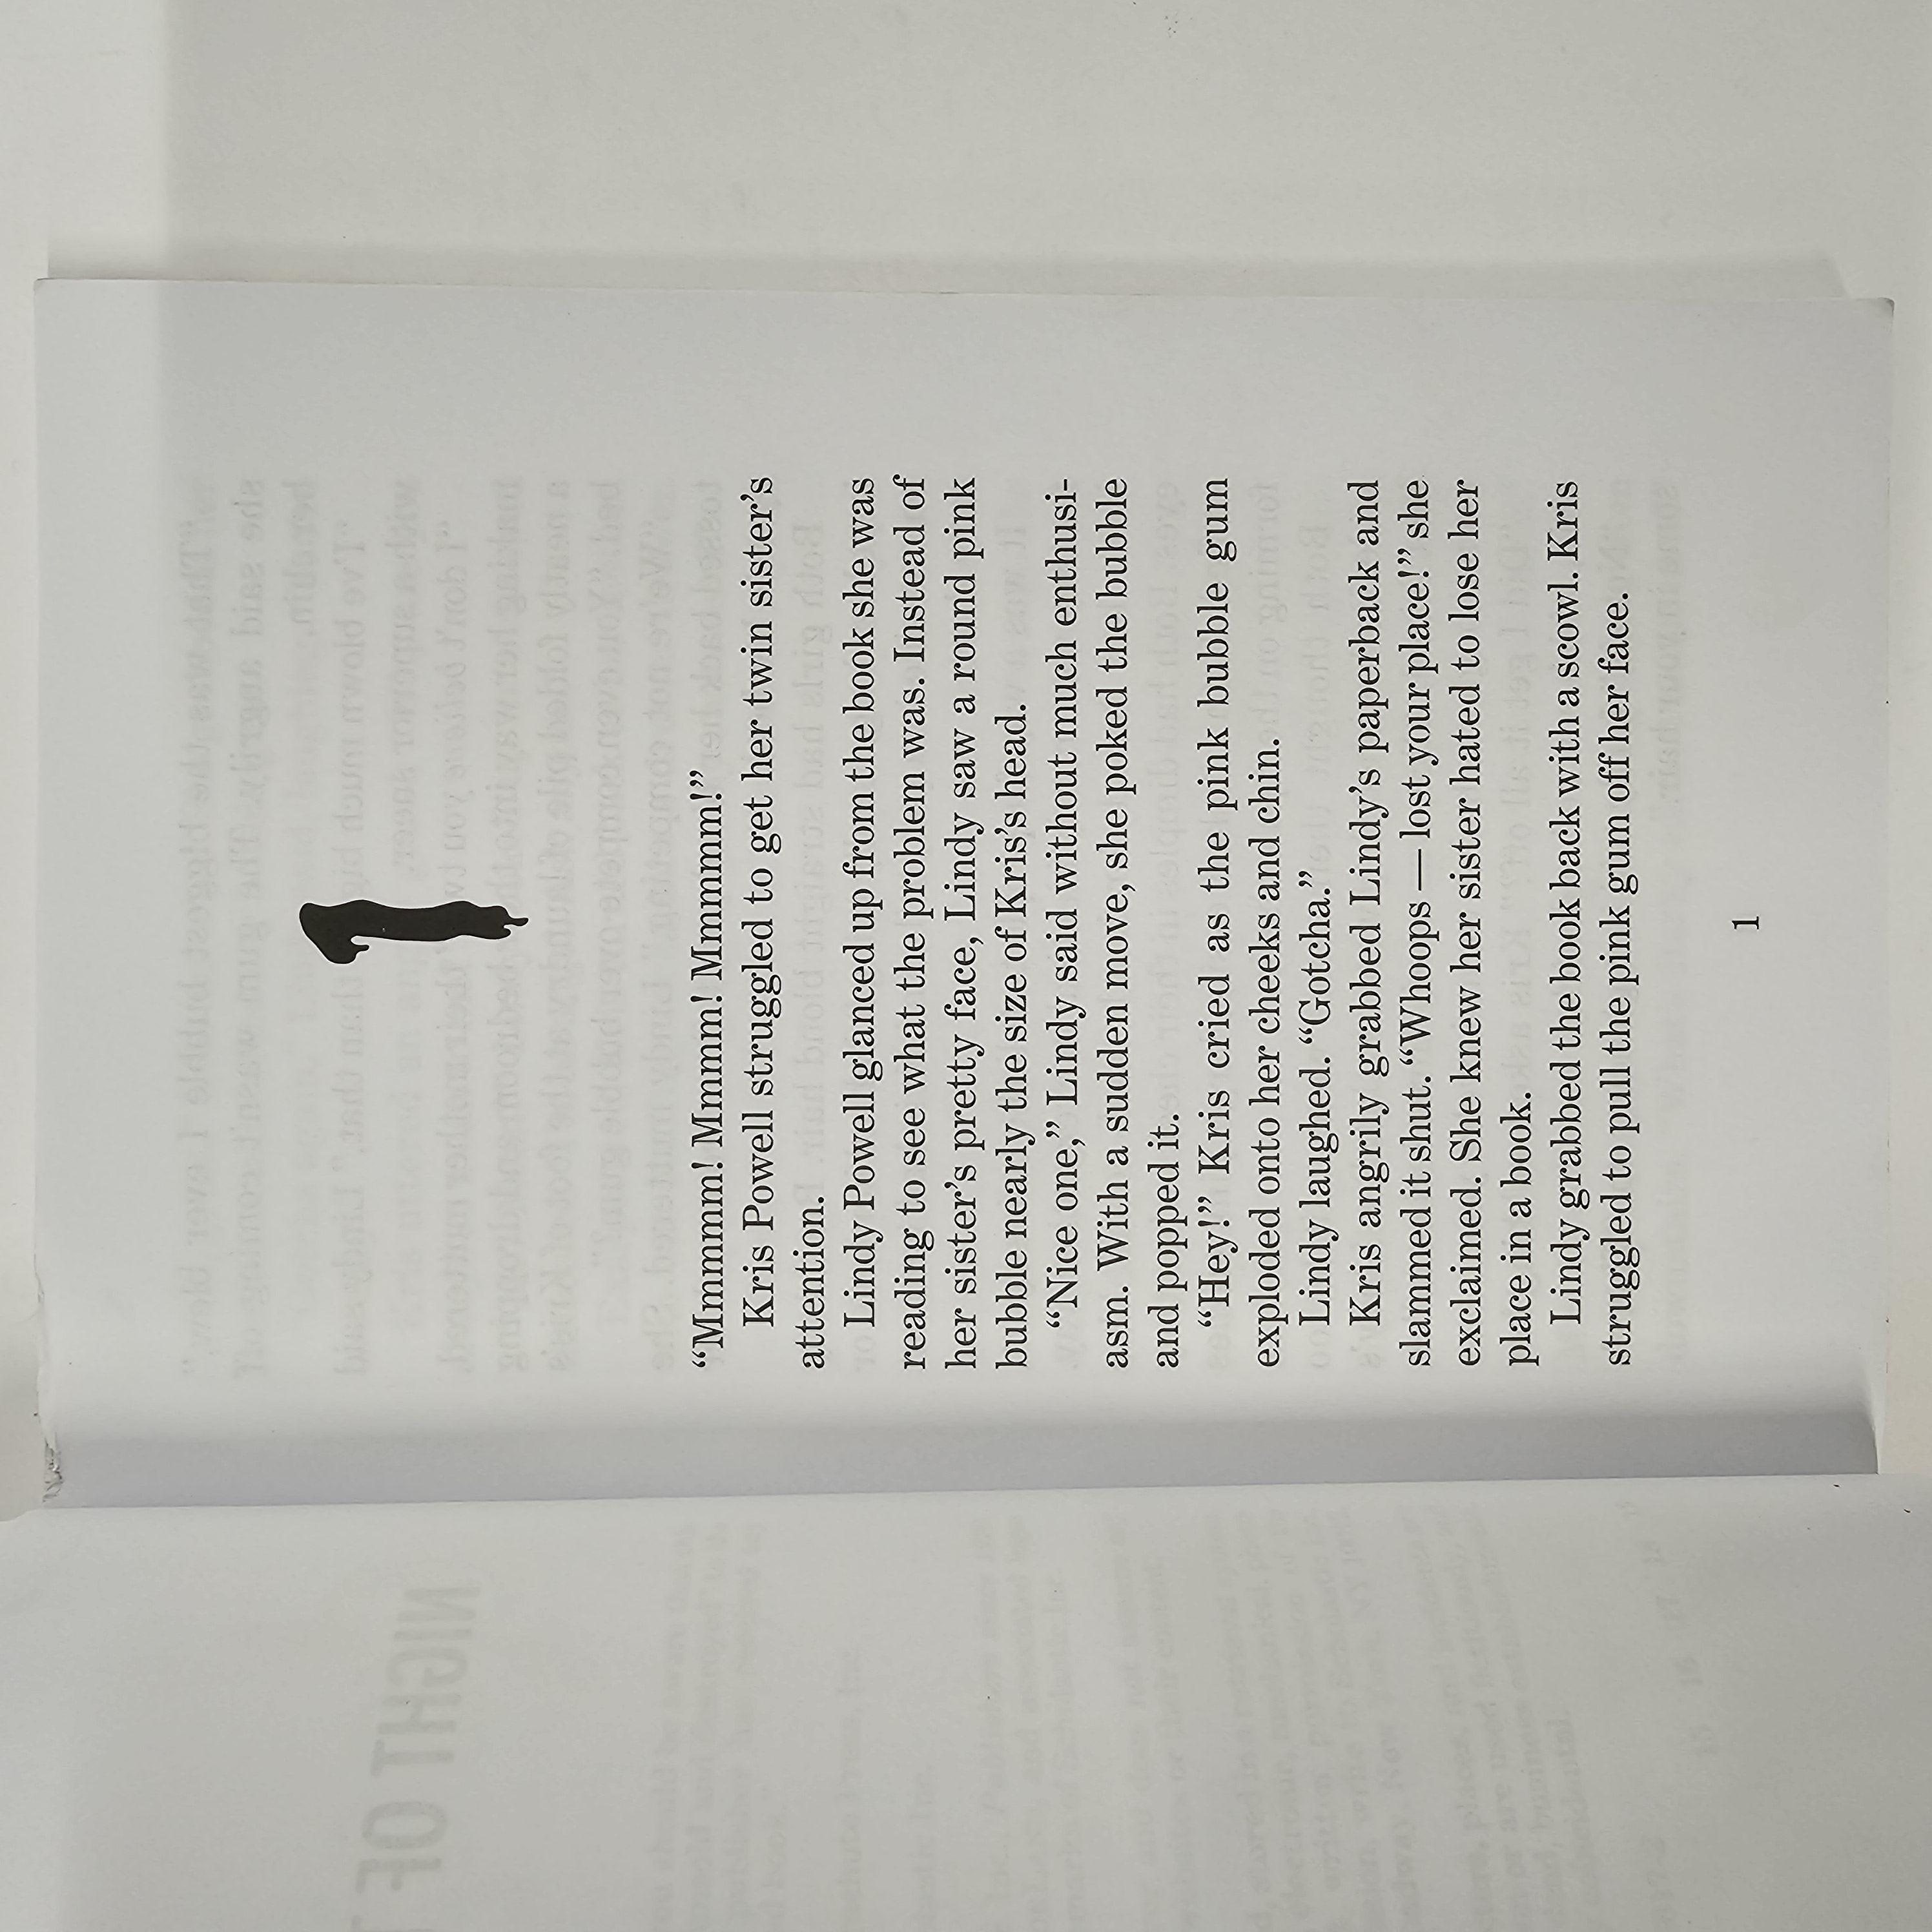 1
“Mmmmm! Mmmm! Mmmmm!”
Kris Powell struggled to get her twin sister’s
attention.
Lindy Powell glanced up from the book she was
reading to see what the problem was. Instead of
her sister’s pretty face, Lindy saw a round pink
bubble nearly the size of Kris’s head.
“Nice one,” Lindy said without much enthusi-
asm. With a sudden move, she poked the bubble
and popped it.
“Hey!” Kris cried as the pink bubble gum
exploded onto her cheeks and chin.
Lindy laughed. “Gotcha.”
Kris angrily grabbed Lindy’s paperback and
slammed it shut. “Whoops — lost your place!” she
exclaimed. She knew her sister hated to lose her
place in a book.
Lindy grabbed the book back with a scowl. Kris
struggled to pull the pink gum off her face.
1